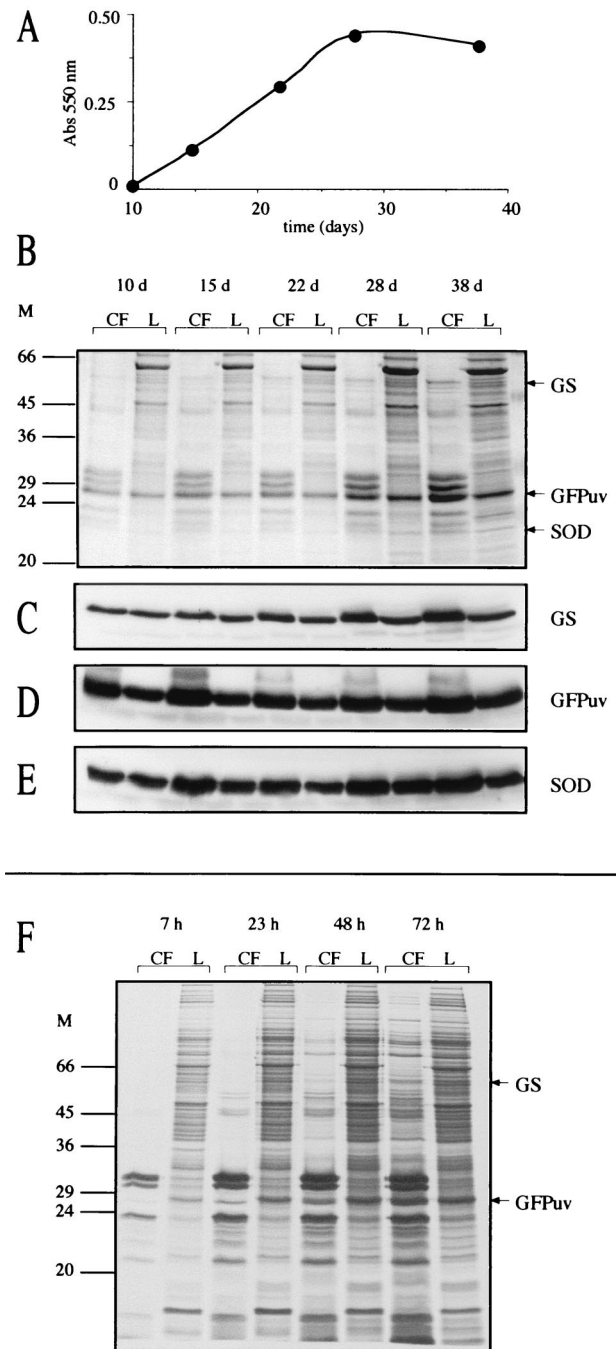 A
0.50
0.25
0
Abs 550 nm
10 20 30 40
time (days)
B
10 d 15 d 22 d 28 d 38 d
M
CF L CF L CF L CF L CF L
66
45
36
29
24
20
GS
GFPuv
SOD
C
GS
D
GFPuv
E
SOD
F
7 h 23 h 48 h 72 h
CF L CF L CF L CF L
M
66
45
36
29
24
20
GS
GFPuv